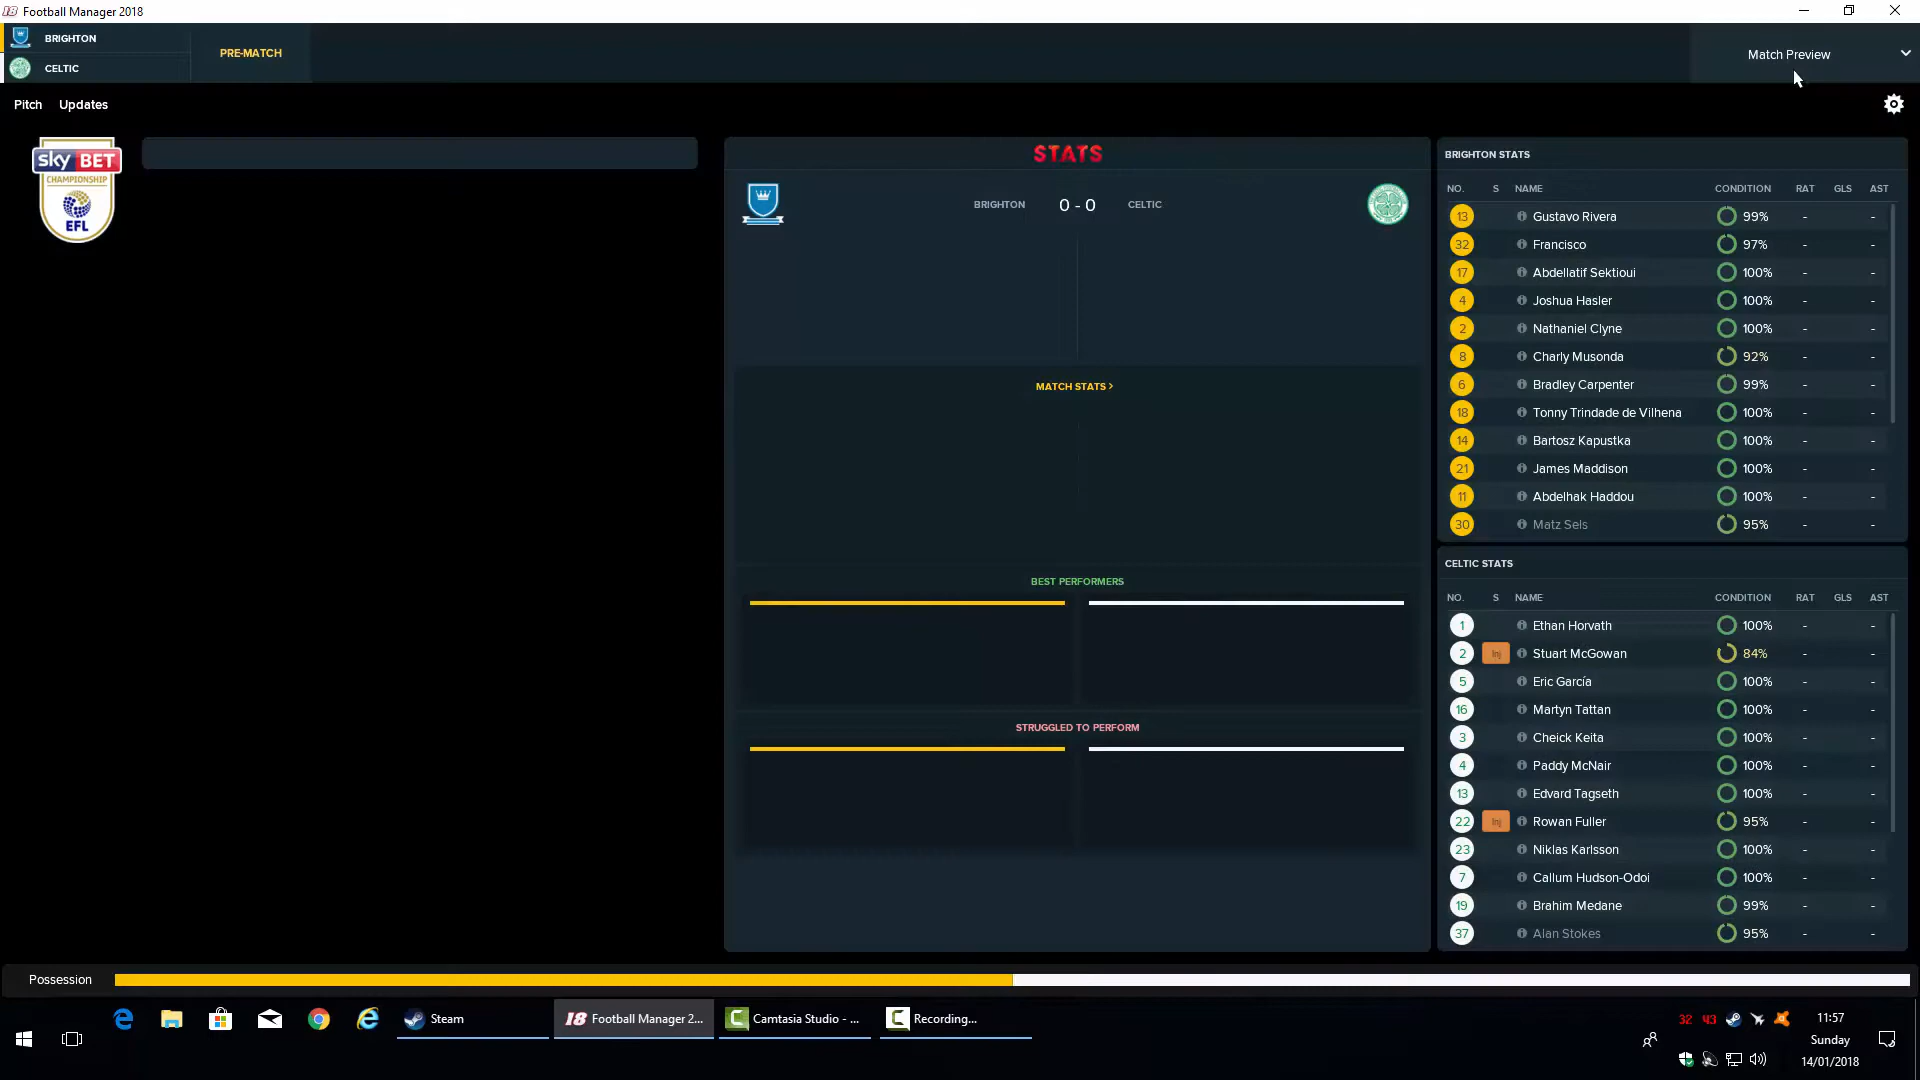 18 Football Manager 2018
BRIGHTON
CELTIC
PRE-MATCH
Match Preview
Pitch Updates
sky BET
CHAMPIONSHIP
EFL
STATS
BRIGHTON 0 - 0 CELTIC
MATCH STATS >
BEST PERFORMERS
STRUGGLED TO PERFORM
BRIGHTON STATS
NO. S NAME CONDITION RAT GLS AST
13 Gustavo Rivera 99% - -
32 Francisco 97% - -
17 Abdellatif Sektioui 100% - -
4 Joshua Hasler 100% - -
2 Nathaniel Clyne 100% - -
8 Charly Musonda 92% - -
6 Bradley Carpenter 99% - -
18 Tonny Trindade de Vilhena 100% - -
14 Bartosz Kapustka 100% - -
21 James Maddison 100% - -
11 Abdelhak Haddou 100% - -
30 Matz Sels 95% - -
CELTIC STATS
NO. S NAME CONDITION RAT GLS AST
1 Ethan Horvath 100% - -
2 Inj Stuart McGowan 84% - -
5 Eric García 100% - -
16 Martyn Tattan 100% - -
3 Cheick Keita 100% - -
4 Paddy McNair 100% - -
13 Edvard Tagseth 100% - -
22 Inj Rowan Fuller 95% - -
23 Niklas Karlsson 100% - -
7 Callum Hudson-Odoi 100% - -
19 Brahim Medane 99% - -
37 Alan Stokes 95% - -
Possession
Steam
18 Football Manager 2...
Camtasia Studio - ...
Recording...
32 43
11:57
Sunday
14/01/2018